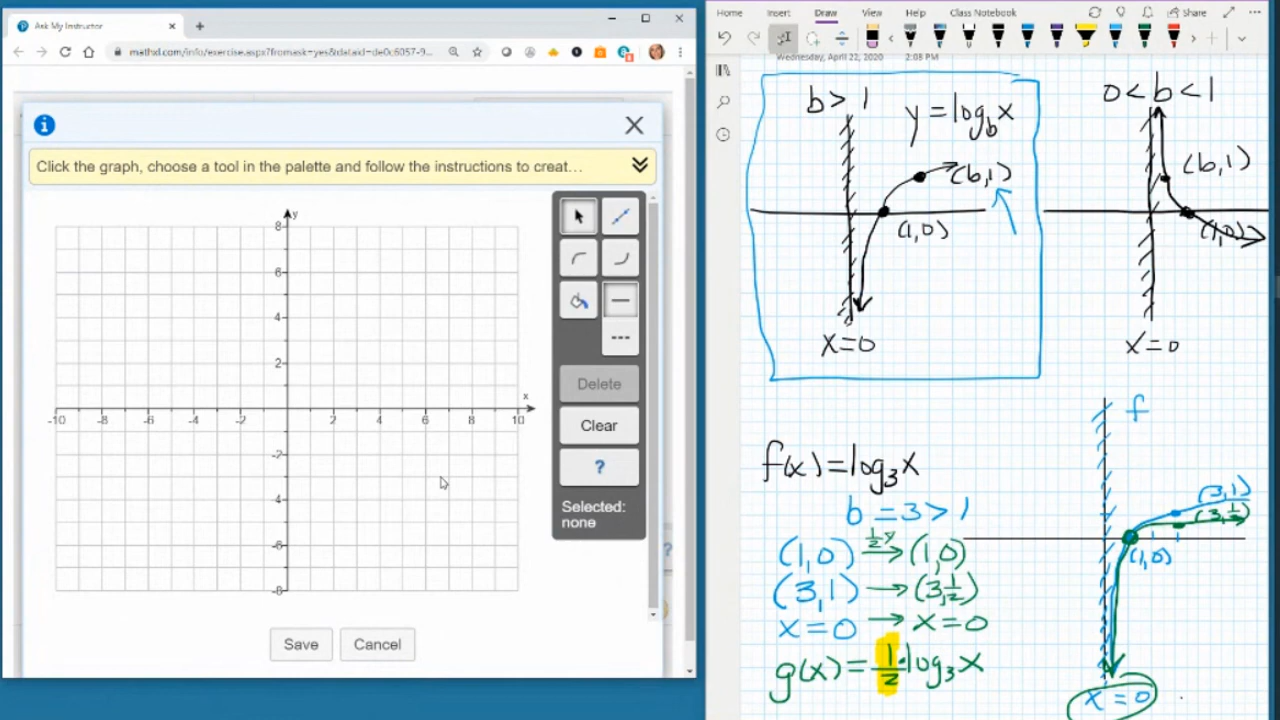 Ask My Instructor
mathxl.com/info/exercise.aspx?fromask=yes&dataid=de0c6057-9...
Click the graph, choose a tool in the palette and follow the instructions to creat...
y
8
6
4
2
x
-10 -8 -6 -4 -2 2 4 6 8 10
-2
-4
-6
-8
Delete
Clear
?
Selected:
none
Save Cancel
Home Insert Draw View Help Class Notebook Share
Wednesday, April 22, 2020 2:08 PM
b > 1
y = log_b x
(b,1)
(1,0)
x=0
0 < b < 1
(b,1)
(1,0)
x=0
f(x) = log₃x
b = 3 > 1
(1,0) ½y → (1,0)
(3,1) → (3,½)
x=0 → x=0
g(x) = ½·log₃x
f
(3,1)
(3,½)
(1,0)
x=0